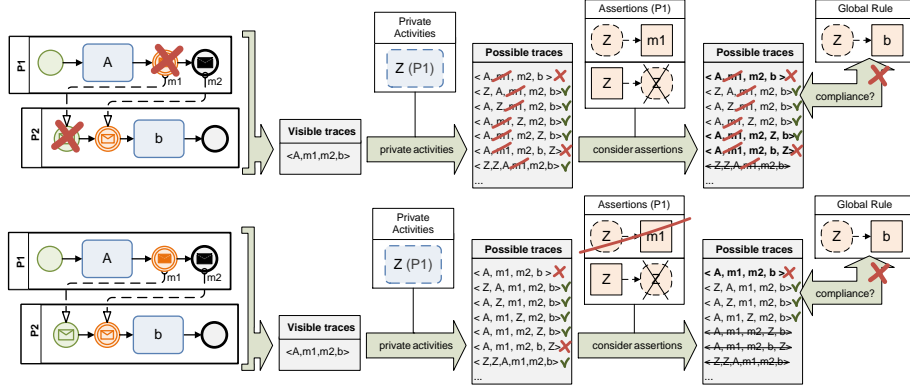 P1
A
m1
m2
P2
b
Visible traces
<A,m1,m2,b>
Private
Activities
Z (P1)
private activities
Possible traces
< A, m1, m2, b >
< Z, A, m1, m2, b>
< A, Z, m1, m2, b>
< A, m1, Z, m2, b>
< A, m1, m2, Z, b>
< A, m1, m2, b, Z>
< Z,Z,A,m1,m2,b>
...
Assertions (P1)
Z
m1
Z
Z
consider assertions
Possible traces
< A, m1, m2, b >
< Z, A, m1, m2, b>
< A, Z, m1, m2, b>
< A, m1, Z, m2, b>
< A, m1, m2, Z, b>
< A, m1, m2, b, Z>
< Z,Z,A,m1,m2,b>
...
Global Rule
Z
b
compliance?
P1
A
m1
m2
P2
b
Visible traces
<A,m1,m2,b>
Private
Activities
Z (P1)
private activities
Possible traces
< A, m1, m2, b >
< Z, A, m1, m2, b>
< A, Z, m1, m2, b>
< A, m1, Z, m2, b>
< A, m1, m2, Z, b>
< A, m1, m2, b, Z>
< Z,Z,A,m1,m2,b>
...
Assertions (P1)
Z
m1
Z
Z
consider assertions
Possible traces
< A, m1, m2, b >
< Z, A, m1, m2, b>
< A, Z, m1, m2, b>
< A, m1, Z, m2, b>
< A, m1, m2, Z, b>
< A, m1, m2, b, Z>
< Z,Z,A,m1,m2,b>
...
Global Rule
Z
b
compliance?